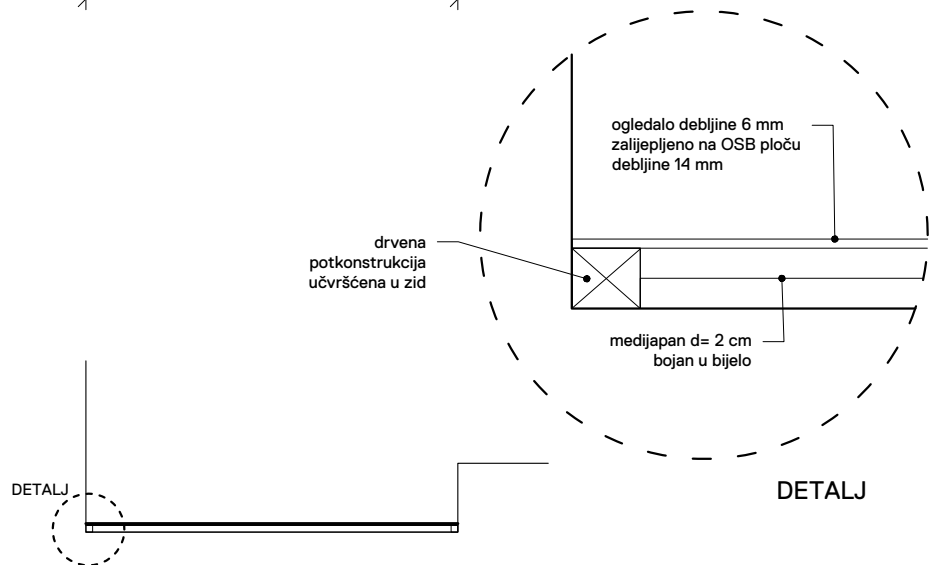 ogledalo debljine 6 mm
zalijepljeno na OSB ploču
debljine 14 mm
drvena
potkonstrukcija
učvršćena u zid
medijapan d= 2 cm
bojan u bijelo
DETALJ
DETALJ